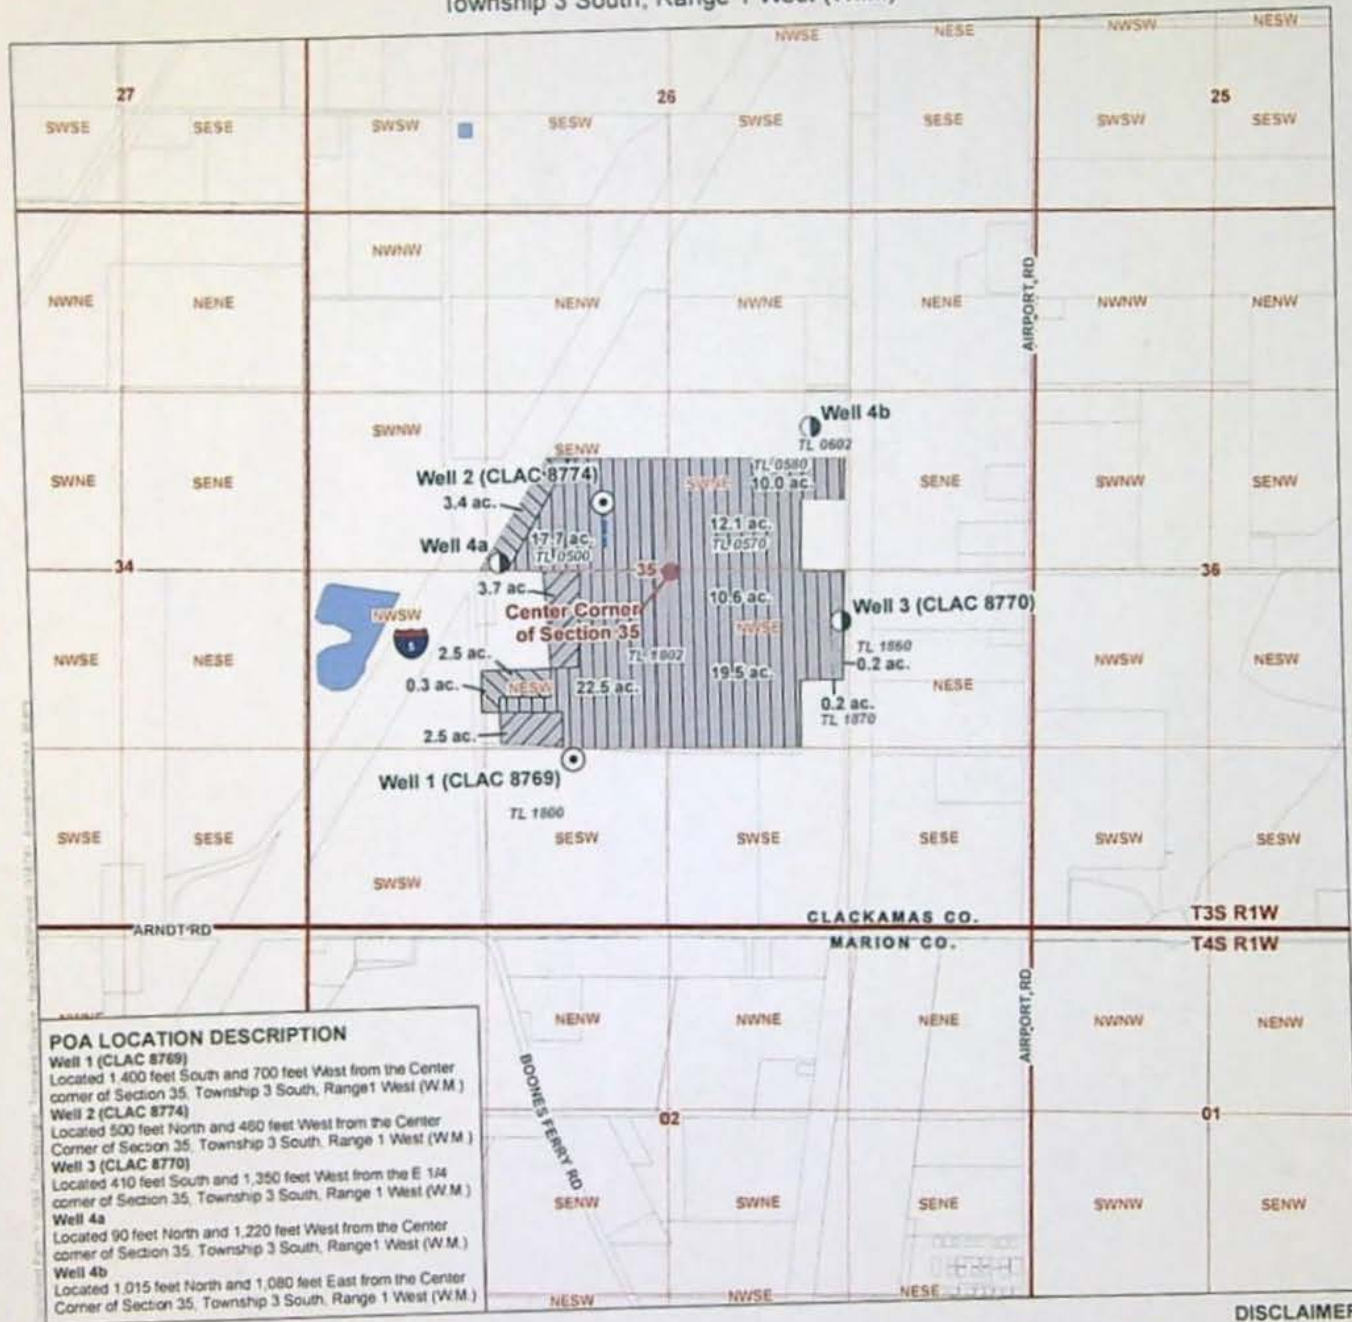 Township 3 South, Range 1 West (W.M.)
NWSE NESE NWSW NESW
27 26 25
SWSE SESE SWSW SESW SWSE SESE SWSW SESW
NWNW
NWNE NENE NENW NWNE NENE NWNW NENW
AIRPORT RD
Well 4b
TL 0602
SWNW SENW
Well 2 (CLAC 8774)
TL 0580
SWNE SENE SWNE 10.0 ac. SENE SWNW SENW
3.4 ac.
12.1 ac.
17.7 ac.
Well 4a
TL 0500 TL 0570
34 35 36
3.7 ac. 10.6 ac.
Center Corner
of Section 35
Well 3 (CLAC 8770)
NWSW NWSE
5
TL 1860
2.5 ac. TL 1802 0.2 ac.
NWSE NESE 19.5 ac. NWSW NESW
0.3 ac. NESW 22.5 ac. NESE
0.2 ac.
TL 1870
2.5 ac.
Well 1 (CLAC 8769)
TL 1800
SWSE SESE SESW SWSE SESE SWSW SESW
SWSW
CLACKAMAS CO. T3S R1W
ARNDT RD
MARION CO. T4S R1W
AIRPORT RD
NWNE NENW NWNE NENE NWNW NENW
POA LOCATION DESCRIPTION
Well 1 (CLAC 8769)
Located 1,400 feet South and 700 feet West from the Center
corner of Section 35, Township 3 South, Range1 West (W.M.)
Well 2 (CLAC 8774)
Located 500 feet North and 460 feet West from the Center
Corner of Section 35, Township 3 South, Range 1 West (W.M.)
Well 3 (CLAC 8770)
Located 410 feet South and 1,350 feet West from the E 1/4
corner of Section 35, Township 3 South, Range 1 West (W.M.)
Well 4a
Located 90 feet North and 1,220 feet West from the Center
corner of Section 35, Township 3 South, Range1 West (W.M.)
Well 4b
Located 1,015 feet North and 1,080 feet East from the Center
Corner of Section 35, Township 3 South, Range 1 West (W.M.)
BOONES FERRY RD
02 01
SENW SWNE SENE SWNW SENW
NESW NWSE NESE
DISCLAIMER